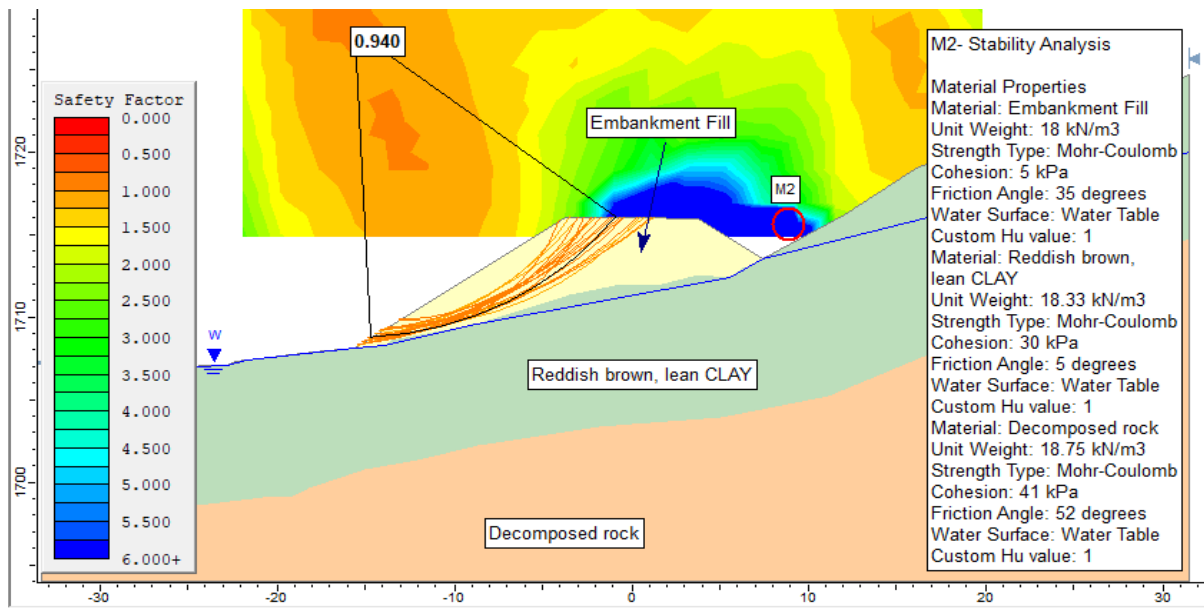 0.940
Safety Factor
0.000
0.500
1.000
1.500
2.000
2.500
3.000
3.500
4.000
4.500
5.000
5.500
6.000+
Embankment Fill
M2
W
Reddish brown, lean CLAY
Decomposed rock
M2- Stability Analysis
Material Properties
Material: Embankment Fill
Unit Weight: 18 kN/m3
Strength Type: Mohr-Coulomb
Cohesion: 5 kPa
Friction Angle: 35 degrees
Water Surface: Water Table
Custom Hu value: 1
Material: Reddish brown,
lean CLAY
Unit Weight: 18.33 kN/m3
Strength Type: Mohr-Coulomb
Cohesion: 30 kPa
Friction Angle: 5 degrees
Water Surface: Water Table
Custom Hu value: 1
Material: Decomposed rock
Unit Weight: 18.75 kN/m3
Strength Type: Mohr-Coulomb
Cohesion: 41 kPa
Friction Angle: 52 degrees
Water Surface: Water Table
Custom Hu value: 1
1720
1710
1700
-30 -20 -10 0 10 20 30